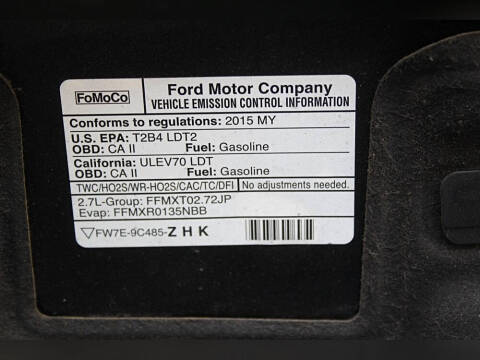 FoMoCo Ford Motor Company
VEHICLE EMISSION CONTROL INFORMATION
Conforms to regulations: 2015 MY
U.S. EPA: T2B4 LDT2
OBD: CA II Fuel: Gasoline
California: ULEV70 LDT
OBD: CA II Fuel: Gasoline
TWC/HO2S/WR-HO2S/CAC/TC/DFI No adjustments needed.
2.7L-Group: FFMXT02.72JP
Evap: FFMXR0135NBB
▽FW7E-9C485-ZHK